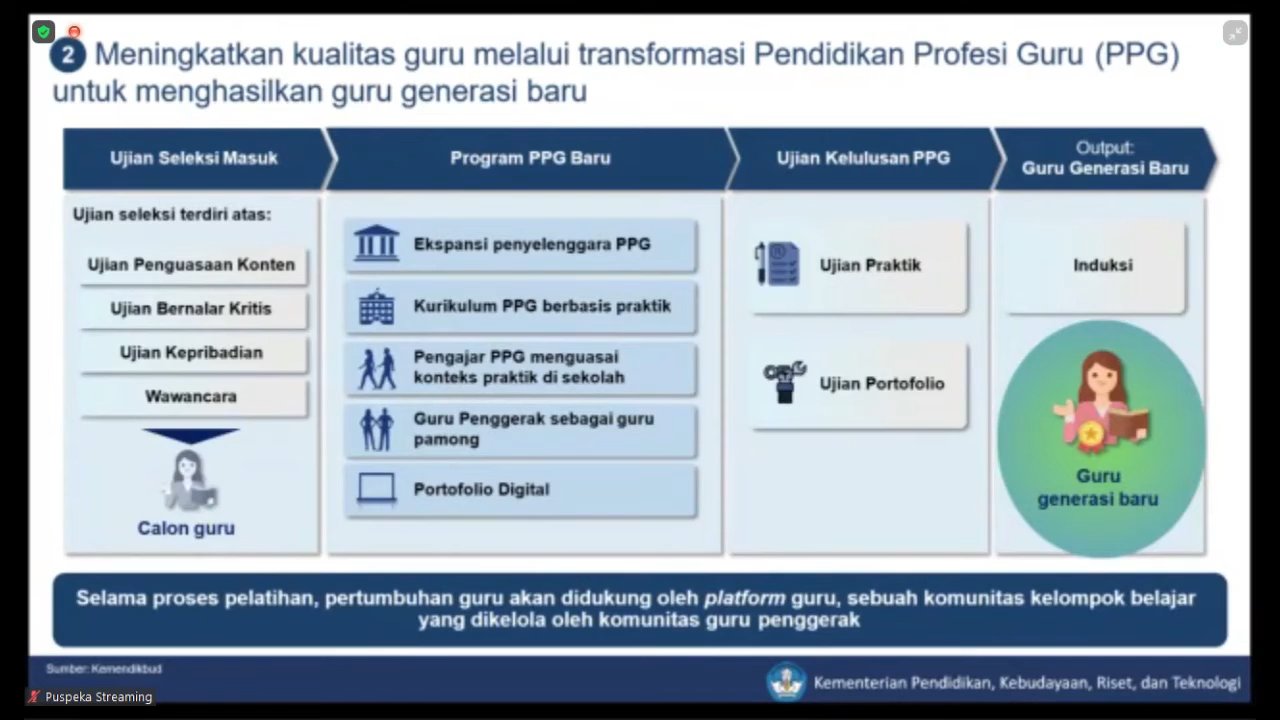 2 Meningkatkan kualitas guru melalui transformasi Pendidikan Profesi Guru (PPG)
untuk menghasilkan guru generasi baru
Ujian Seleksi Masuk
Ujian seleksi terdiri atas:
Ujian Penguasaan Konten
Ujian Bernalar Kritis
Ujian Kepribadian
Wawancara
Calon guru
Program PPG Baru
Ekspansi penyelenggara PPG
Kurikulum PPG berbasis praktik
Pengajar PPG menguasai
konteks praktik di sekolah
Guru Penggerak sebagai guru
pamong
Portofolio Digital
Ujian Kelulusan PPG
Ujian Praktik
Ujian Portofolio
Output:
Guru Generasi Baru
Induksi
Guru
generasi baru
Selama proses pelatihan, pertumbuhan guru akan didukung oleh platform guru, sebuah komunitas kelompok belajar
yang dikelola oleh komunitas guru penggerak
Sumber: Kemendikbud
Kementerian Pendidikan, Kebudayaan, Riset, dan Teknologi
Puspeka Streaming